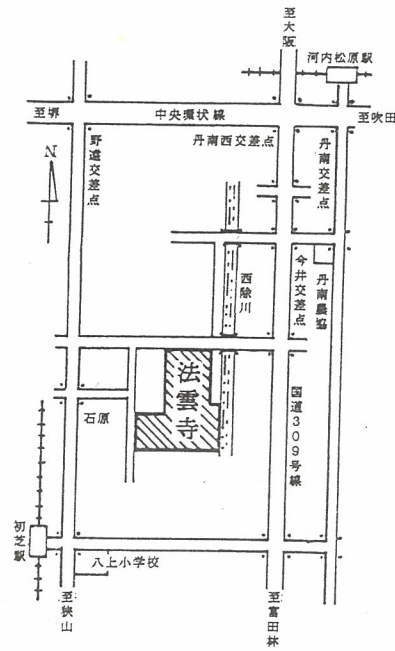 至大阪
河内松原駅
至堺
中央環状線
至吹田
N
野遠交差点
丹南西交差点
丹南交差点
西除川
今井交差点
丹南農協
法雲寺
石原
国道309号線
初芝駅
八上小学校
至狭山
至富田林